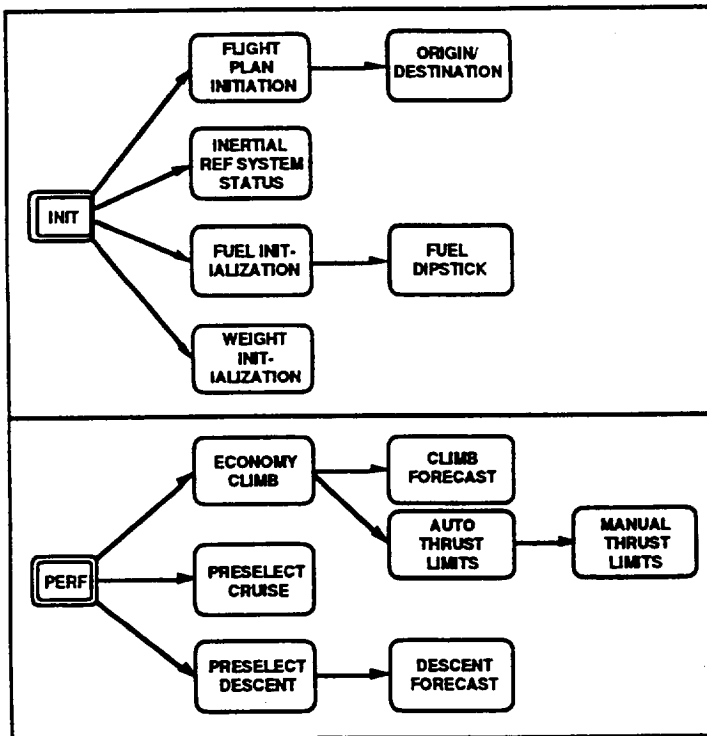 FLIGHT
PLAN
INITIATION
ORIGIN/
DESTINATION
INERTIAL
REF SYSTEM
STATUS
INIT
FUEL INIT-
IALIZATION
FUEL
DIPSTICK
WEIGHT
INIT-
IALIZATION
ECONOMY
CLIMB
CLIMB
FORECAST
AUTO
THRUST
LIMITS
MANUAL
THRUST
LIMITS
PERF
PRESELECT
CRUISE
PRESELECT
DESCENT
DESCENT
FORECAST